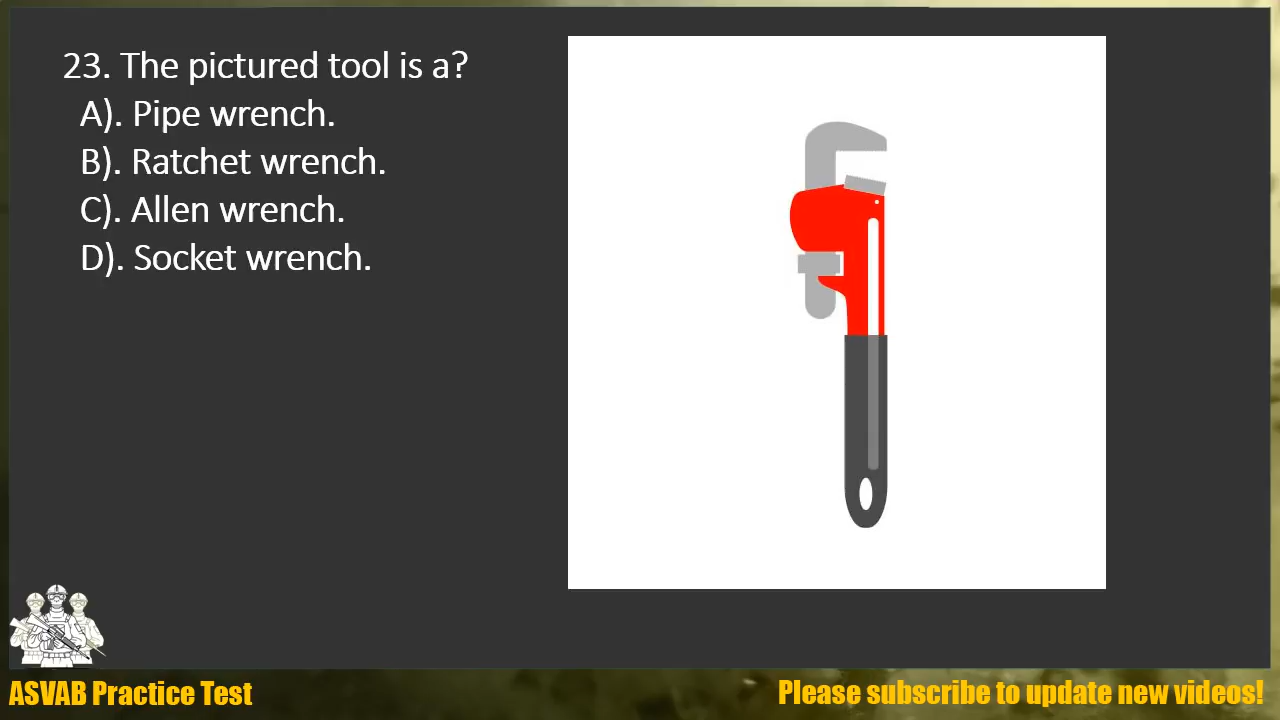 23. The pictured tool is a?
A). Pipe wrench.
B). Ratchet wrench.
C). Allen wrench.
D). Socket wrench.
ASVAB Practice Test
Please subscribe to update new videos!